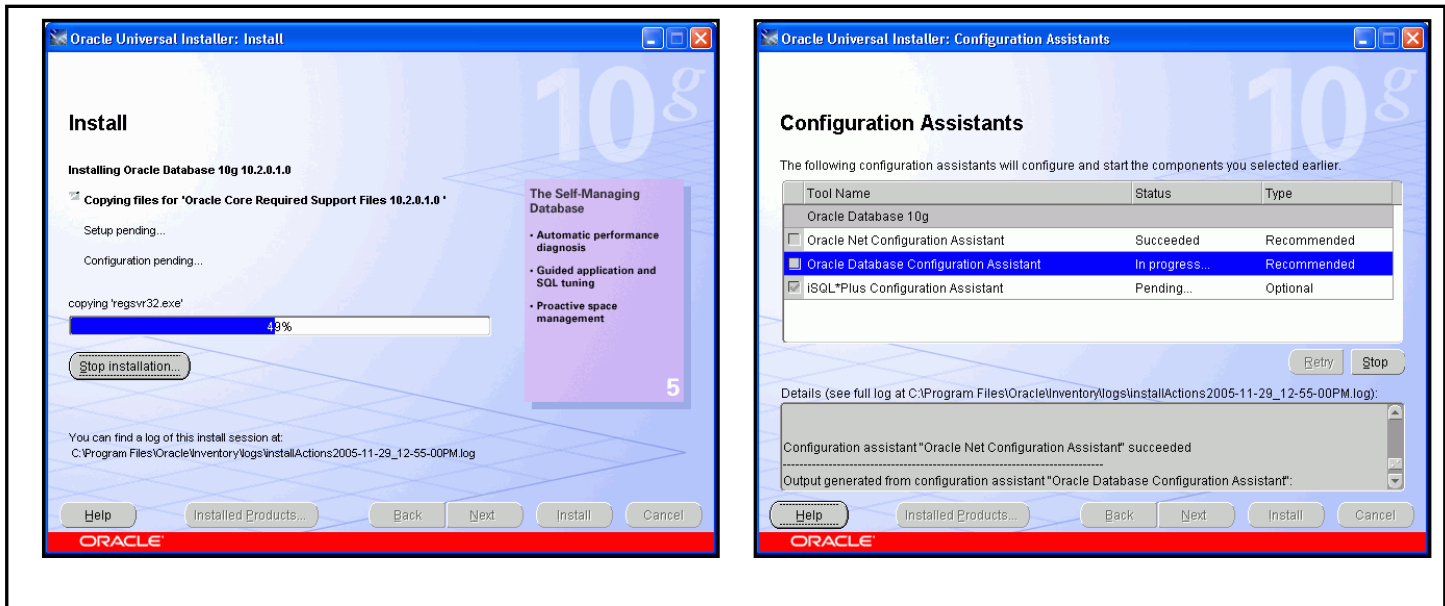 Oracle Universal Installer: Install
10g
Install
Installing Oracle Database 10g 10.2.0.1.0
Copying files for 'Oracle Core Required Support Files 10.2.0.1.0 '
Setup pending...
Configuration pending...
copying 'regsvr32.exe'
49%
Stop installation...
The Self-Managing
Database
• Automatic performance
diagnosis
• Guided application and
SQL tuning
• Proactive space
management
5
You can find a log of this install session at:
C:\Program Files\Oracle\Inventory\logs\installActions2005-11-29_12-55-00PM.log
Help Installed Products... Back Next Install Cancel
ORACLE
Oracle Universal Installer: Configuration Assistants
10g
Configuration Assistants
The following configuration assistants will configure and start the components you selected earlier.
Tool Name Status Type
Oracle Database 10g
Oracle Net Configuration Assistant Succeeded Recommended
Oracle Database Configuration Assistant In progress... Recommended
iSQL*Plus Configuration Assistant Pending... Optional
Retry Stop
Details (see full log at C:\Program Files\Oracle\Inventory\logs\installActions2005-11-29_12-55-00PM.log):
Configuration assistant "Oracle Net Configuration Assistant" succeeded
-----------------------------------------------------------------------------
Output generated from configuration assistant "Oracle Database Configuration Assistant":
Help Installed Products... Back Next Install Cancel
ORACLE